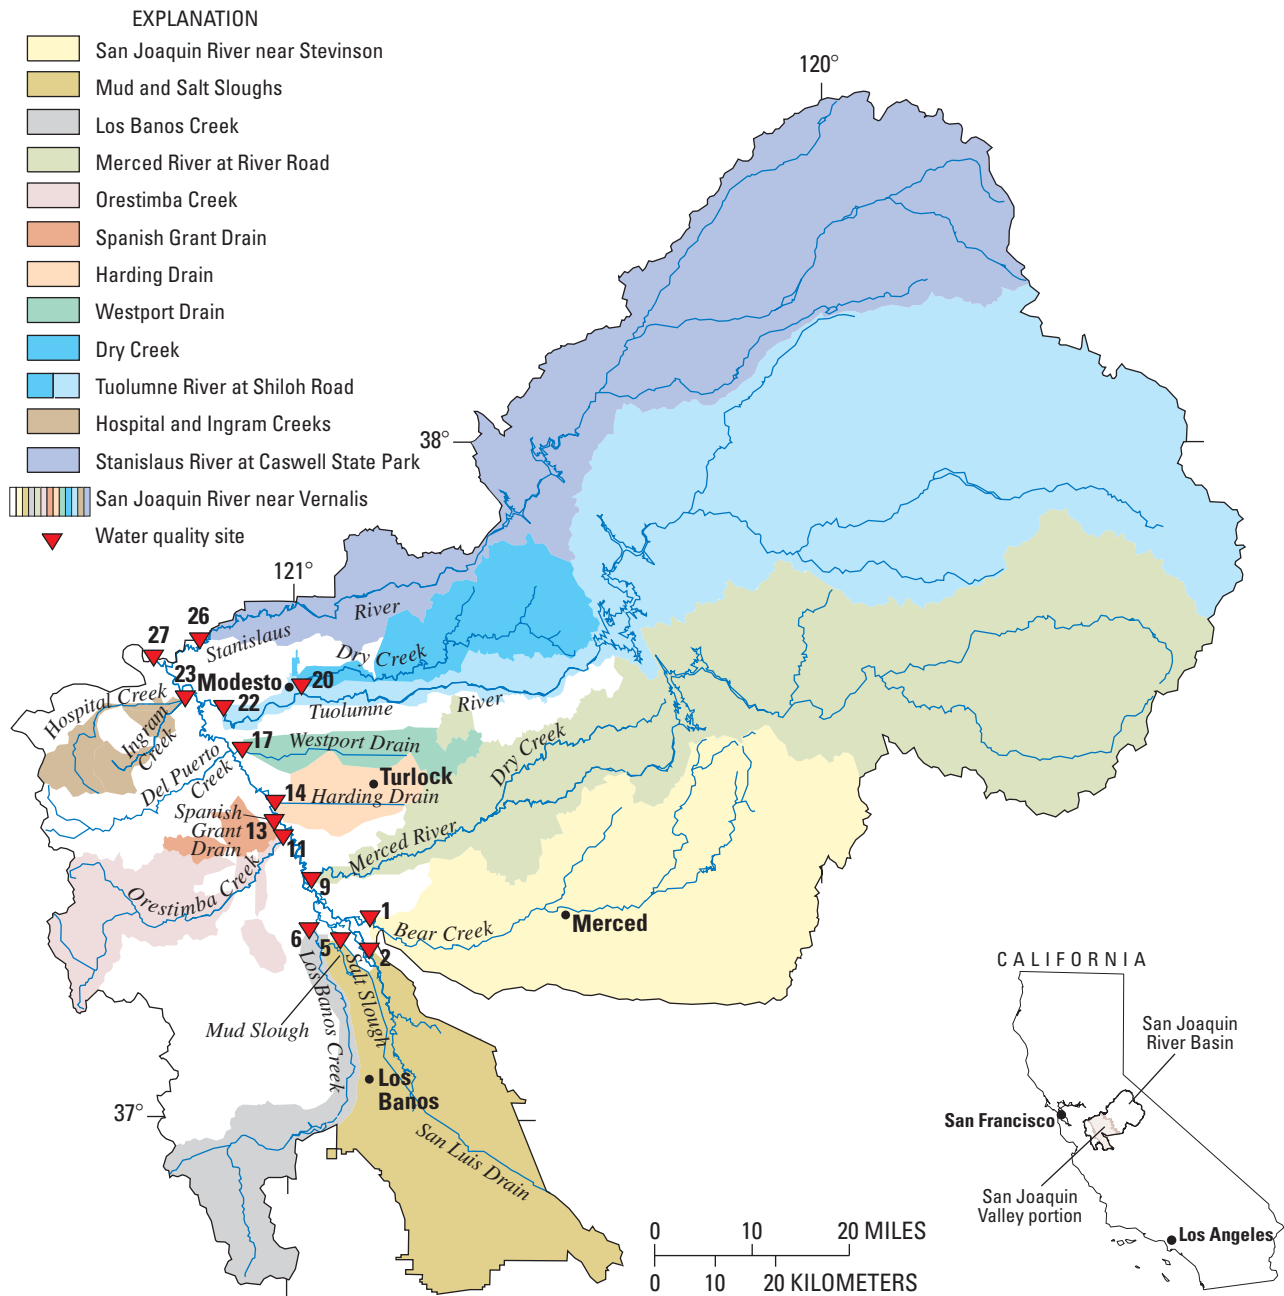 EXPLANATION
San Joaquin River near Stevinson
Mud and Salt Sloughs
Los Banos Creek
Merced River at River Road
Orestimba Creek
Spanish Grant Drain
Harding Drain
Westport Drain
Dry Creek
Tuolumne River at Shiloh Road
Hospital and Ingram Creeks
Stanislaus River at Caswell State Park
San Joaquin River near Vernalis
Water quality site
120°
38°
121°
37°
26
27
Stanislaus
River
23
Modesto
20
Dry Creek
22
Tuolumne
River
Hospital Creek
Ingram
Creek
17
Westport Drain
Del Puerto
Creek
Turlock
14
Harding Drain
Dry Creek
Spanish
Grant
Drain
13
11
Merced River
Orestimba Creek
9
1
Bear Creek
Merced
6
5
2
Los Banos Creek
Salt Slough
Mud Slough
Los
Banos
San Luis Drain
0 10 20 MILES
0 10 20 KILOMETERS
CALIFORNIA
San Joaquin
River Basin
San Francisco
San Joaquin
Valley portion
Los Angeles